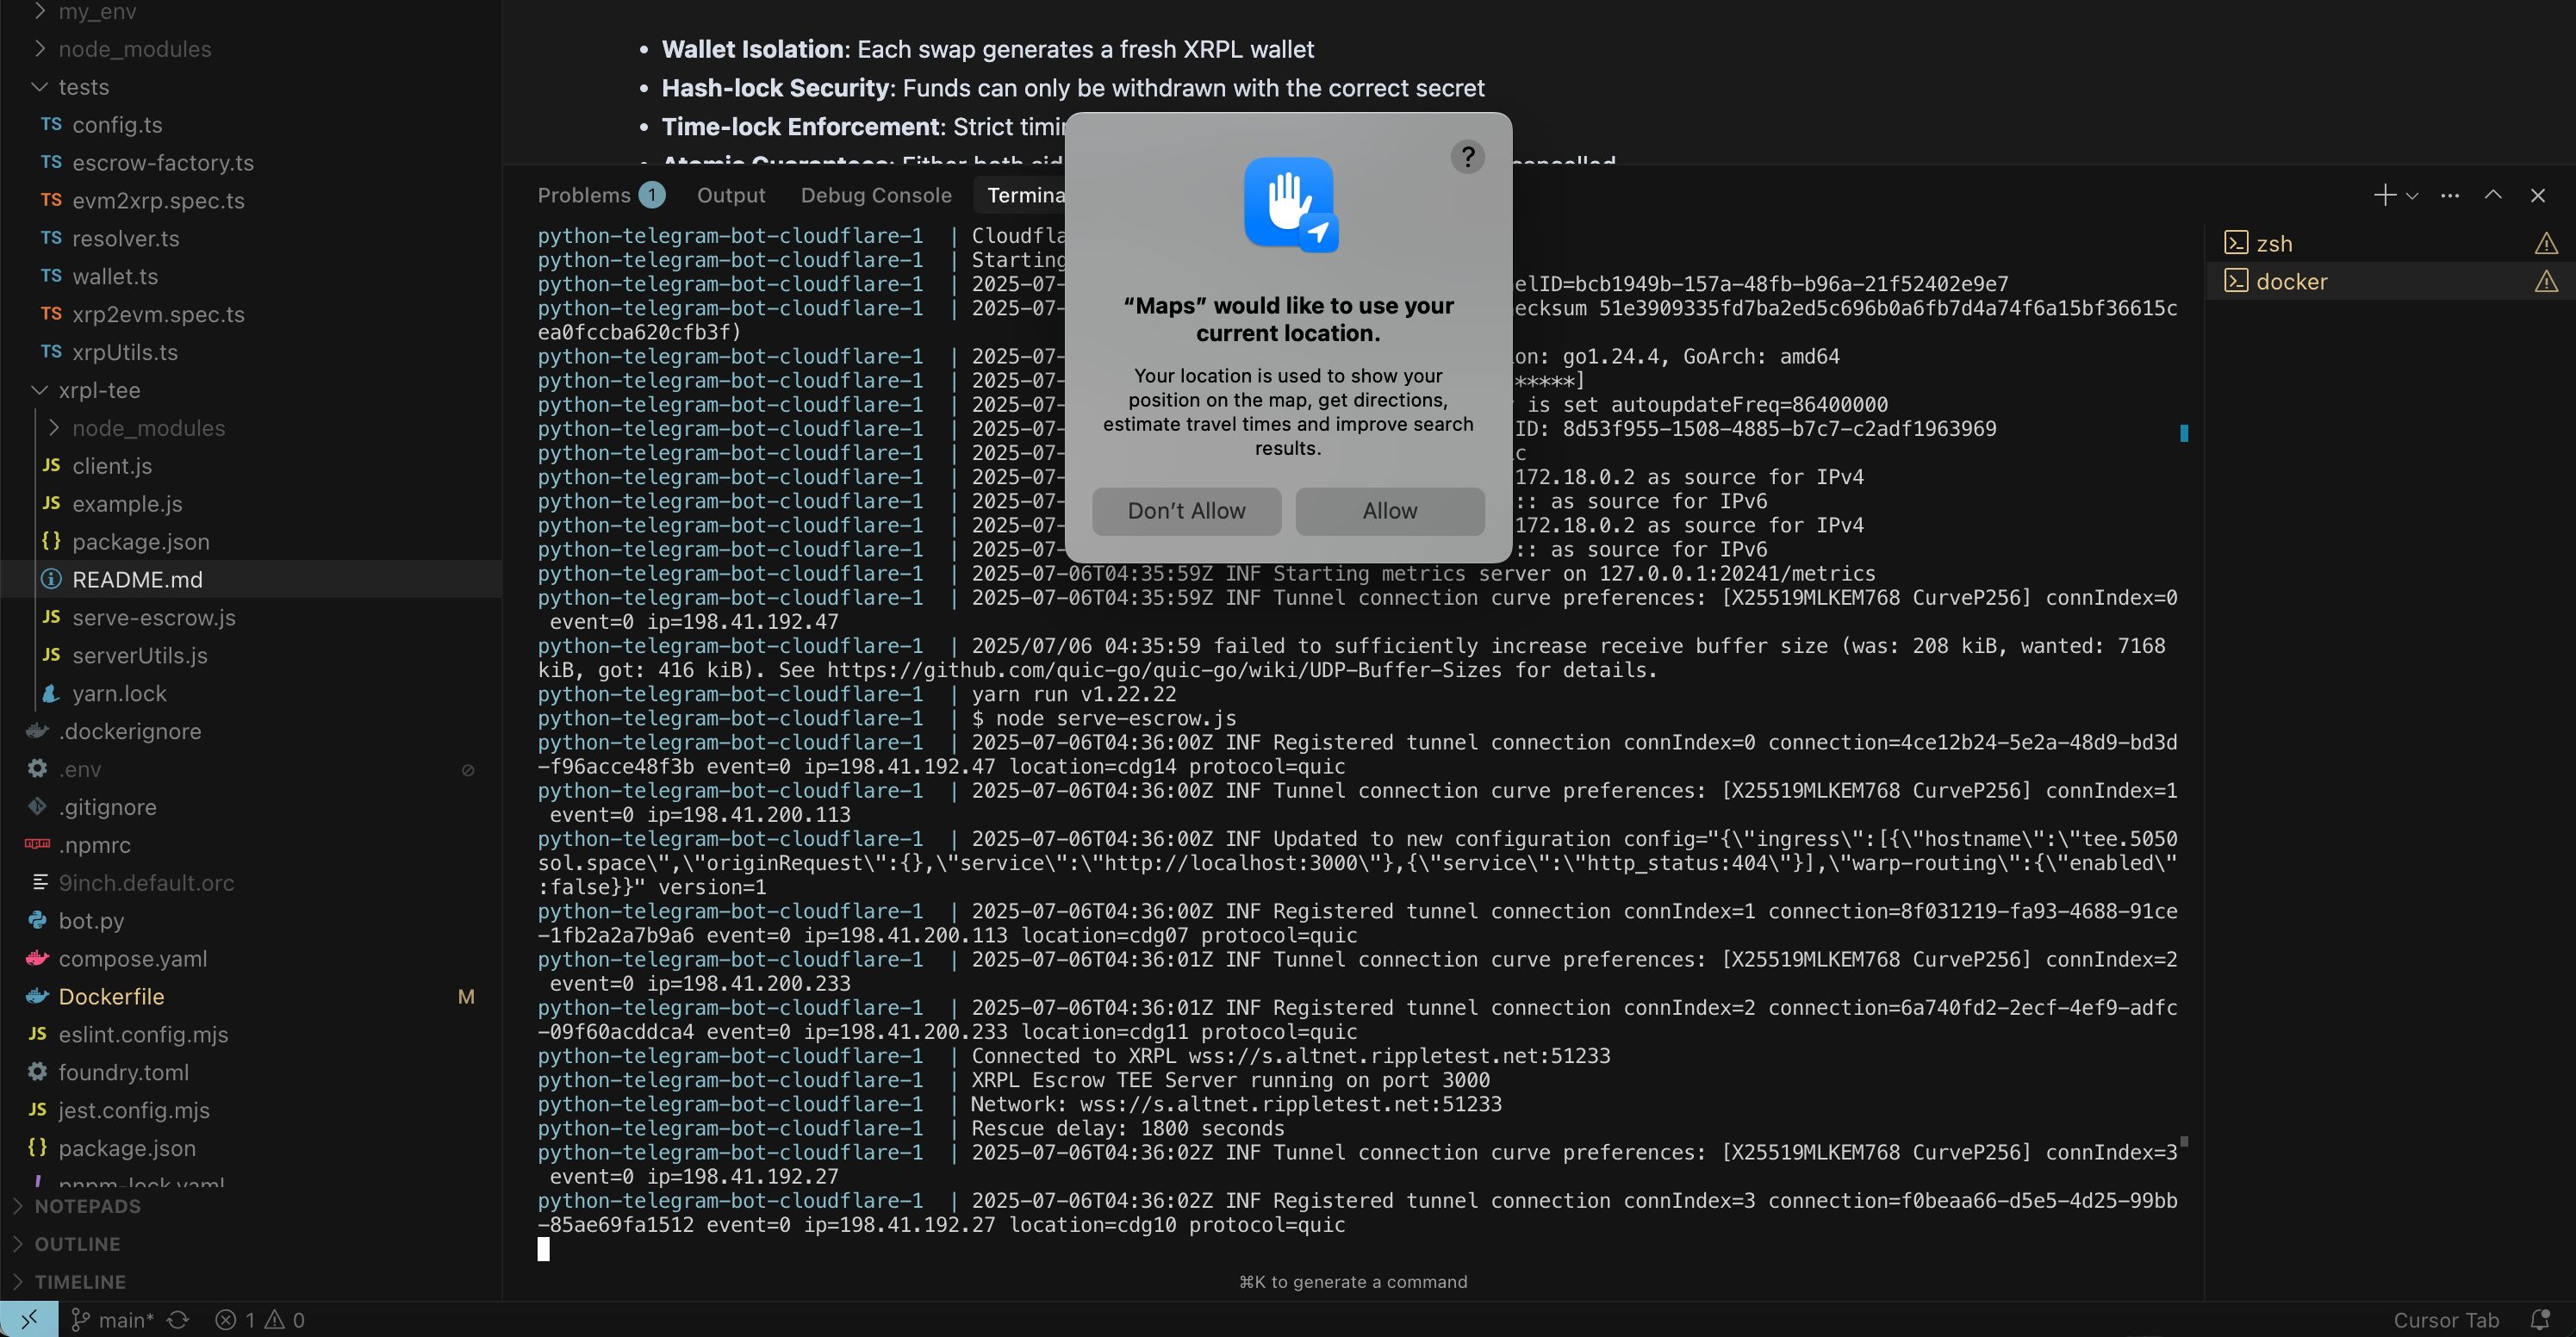 my_env
node_modules
tests
TS config.ts
TS escrow-factory.ts
TS evm2xrp.spec.ts
TS resolver.ts
TS wallet.ts
TS xrp2evm.spec.ts
TS xrpUtils.ts
xrpl-tee
node_modules
JS client.js
JS example.js
{} package.json
README.md
JS serve-escrow.js
JS serverUtils.js
yarn.lock
.dockerignore
.env
.gitignore
.npmrc
9inch.default.orc
bot.py
compose.yaml
Dockerfile M
JS eslint.config.mjs
foundry.toml
JS jest.config.mjs
{} package.json
! pnpm-lock.yaml
NOTEPADS
OUTLINE
TIMELINE
• Wallet Isolation: Each swap generates a fresh XRPL wallet
• Hash-lock Security: Funds can only be withdrawn with the correct secret
• Time-lock Enforcement: Strict timin
• Atomic Guarantees: Either both sid cancelled
Problems 1 Output Debug Console Termina
python-telegram-bot-cloudflare-1 | Cloudfla
python-telegram-bot-cloudflare-1 | Starting
python-telegram-bot-cloudflare-1 | 2025-07- elID=bcb1949b-157a-48fb-b96a-21f52402e9e7
python-telegram-bot-cloudflare-1 | 2025-07- ecksum 51e3909335fd7ba2ed5c696b0a6fb7d4a74f6a15bf36615c
ea0fccba620cfb3f)
python-telegram-bot-cloudflare-1 | 2025-07- on: go1.24.4, GoArch: amd64
python-telegram-bot-cloudflare-1 | 2025-07- *****]
python-telegram-bot-cloudflare-1 | 2025-07- is set autoupdateFreq=86400000
python-telegram-bot-cloudflare-1 | 2025-07- ID: 8d53f955-1508-4885-b7c7-c2adf1963969
python-telegram-bot-cloudflare-1 | 2025-07- c
python-telegram-bot-cloudflare-1 | 2025-07- 172.18.0.2 as source for IPv4
python-telegram-bot-cloudflare-1 | 2025-07- :: as source for IPv6
python-telegram-bot-cloudflare-1 | 2025-07- 172.18.0.2 as source for IPv4
python-telegram-bot-cloudflare-1 | 2025-07- :: as source for IPv6
python-telegram-bot-cloudflare-1 | 2025-07-06T04:35:59Z INF Starting metrics server on 127.0.0.1:20241/metrics
python-telegram-bot-cloudflare-1 | 2025-07-06T04:35:59Z INF Tunnel connection curve preferences: [X25519MLKEM768 CurveP256] connIndex=0
event=0 ip=198.41.192.47
python-telegram-bot-cloudflare-1 | 2025/07/06 04:35:59 failed to sufficiently increase receive buffer size (was: 208 kiB, wanted: 7168
kiB, got: 416 kiB). See https://github.com/quic-go/quic-go/wiki/UDP-Buffer-Sizes for details.
python-telegram-bot-cloudflare-1 | yarn run v1.22.22
python-telegram-bot-cloudflare-1 | $ node serve-escrow.js
python-telegram-bot-cloudflare-1 | 2025-07-06T04:36:00Z INF Registered tunnel connection connIndex=0 connection=4ce12b24-5e2a-48d9-bd3d
-f96acce48f3b event=0 ip=198.41.192.47 location=cdg14 protocol=quic
python-telegram-bot-cloudflare-1 | 2025-07-06T04:36:00Z INF Tunnel connection curve preferences: [X25519MLKEM768 CurveP256] connIndex=1
event=0 ip=198.41.200.113
python-telegram-bot-cloudflare-1 | 2025-07-06T04:36:00Z INF Updated to new configuration config="{\"ingress\":[{\"hostname\":\"tee.5050
sol.space\",\"originRequest\":{},\"service\":\"http://localhost:3000\"},{\"service\":\"http_status:404\"}],\"warp-routing\":{\"enabled\"
:false}}" version=1
python-telegram-bot-cloudflare-1 | 2025-07-06T04:36:00Z INF Registered tunnel connection connIndex=1 connection=8f031219-fa93-4688-91ce
-1fb2a2a7b9a6 event=0 ip=198.41.200.113 location=cdg07 protocol=quic
python-telegram-bot-cloudflare-1 | 2025-07-06T04:36:01Z INF Tunnel connection curve preferences: [X25519MLKEM768 CurveP256] connIndex=2
event=0 ip=198.41.200.233
python-telegram-bot-cloudflare-1 | 2025-07-06T04:36:01Z INF Registered tunnel connection connIndex=2 connection=6a740fd2-2ecf-4ef9-adfc
-09f60acddca4 event=0 ip=198.41.200.233 location=cdg11 protocol=quic
python-telegram-bot-cloudflare-1 | Connected to XRPL wss://s.altnet.rippletest.net:51233
python-telegram-bot-cloudflare-1 | XRPL Escrow TEE Server running on port 3000
python-telegram-bot-cloudflare-1 | Network: wss://s.altnet.rippletest.net:51233
python-telegram-bot-cloudflare-1 | Rescue delay: 1800 seconds
python-telegram-bot-cloudflare-1 | 2025-07-06T04:36:02Z INF Tunnel connection curve preferences: [X25519MLKEM768 CurveP256] connIndex=3
event=0 ip=198.41.192.27
python-telegram-bot-cloudflare-1 | 2025-07-06T04:36:02Z INF Registered tunnel connection connIndex=3 connection=f0beaa66-d5e5-4d25-99bb
-85ae69fa1512 event=0 ip=198.41.192.27 location=cdg10 protocol=quic
⌘K to generate a command
?
“Maps” would like to use your
current location.
Your location is used to show your
position on the map, get directions,
estimate travel times and improve search
results.
Don’t Allow
Allow
zsh
docker
main* 1 0
Cursor Tab